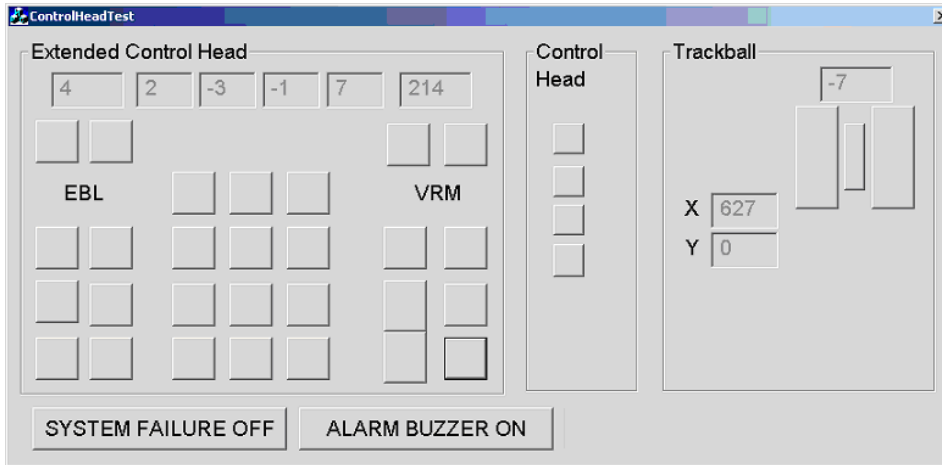 ControlHeadTest
Extended Control Head
4 2 -3 -1 7 214
EBL
VRM
Control
Head
Trackball
-7
X 627
Y 0
SYSTEM FAILURE OFF
ALARM BUZZER ON